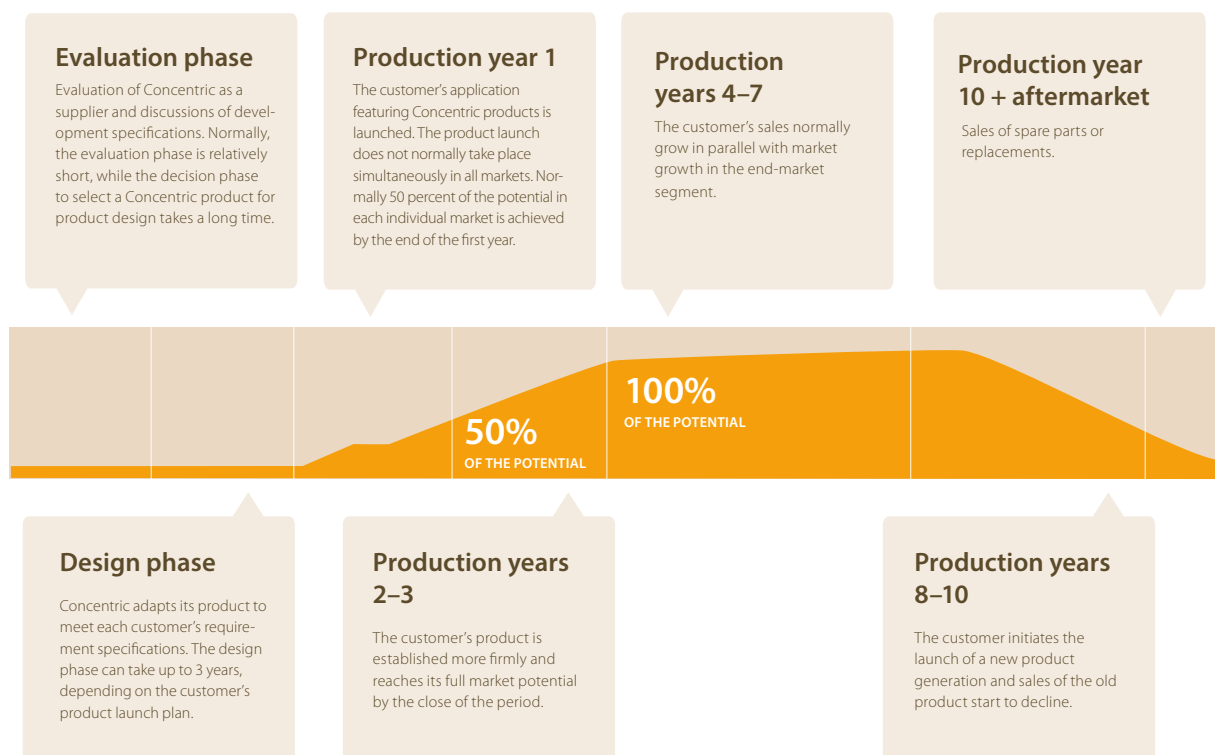 Evaluation phase
Evaluation of Concentric as a
supplier and discussions of devel-
opment specifications. Normally,
the evaluation phase is relatively
short, while the decision phase
to select a Concentric product for
product design takes a long time.
Production year 1
The customer's application
featuring Concentric products is
launched. The product launch
does not normally take place
simultaneously in all markets. Nor-
mally 50 percent of the potential in
each individual market is achieved
by the end of the first year.
Production
years 4–7
The customer's sales normally
grow in parallel with market
growth in the end-market
segment.
Production year
10 + aftermarket
Sales of spare parts or
replacements.
50%
OF THE POTENTIAL
100%
OF THE POTENTIAL
Design phase
Concentric adapts its product to
meet each customer's require-
ment specifications. The design
phase can take up to 3 years,
depending on the customer's
product launch plan.
Production years
2–3
The customer's product is
established more firmly and
reaches its full market potential
by the close of the period.
Production years
8–10
The customer initiates the
launch of a new product
generation and sales of the old
product start to decline.